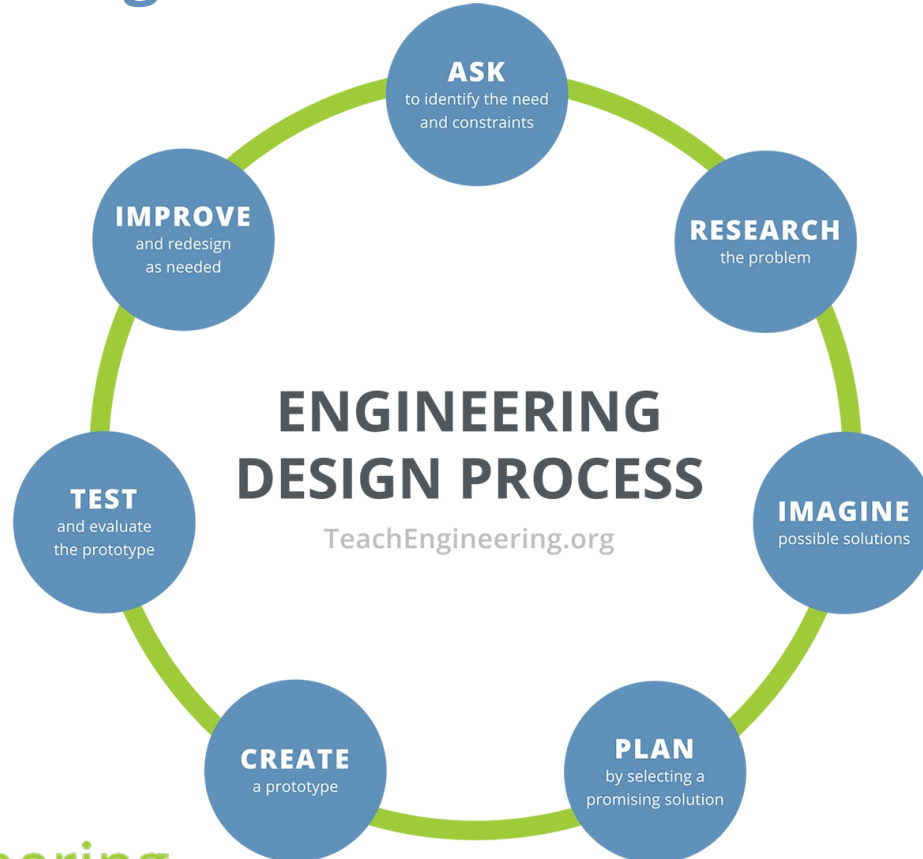 ASK
to identify the need
and constraints
RESEARCH
the problem
IMAGINE
possible solutions
PLAN
by selecting a
promising solution
CREATE
a prototype
TEST
and evaluate
the prototype
IMPROVE
and redesign
as needed
ENGINEERING
DESIGN PROCESS
TeachEngineering.org